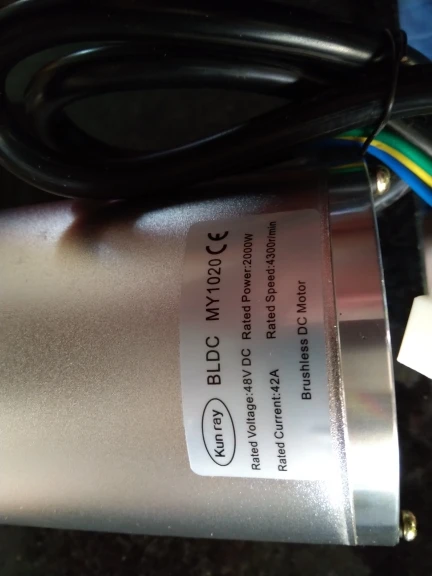 Kun ray BLDC MY1020 CE
Rated Voltage:48V DC Rated Power:2000W
Rated Current:42A Rated Speed:4300r/min
Brushless DC Motor